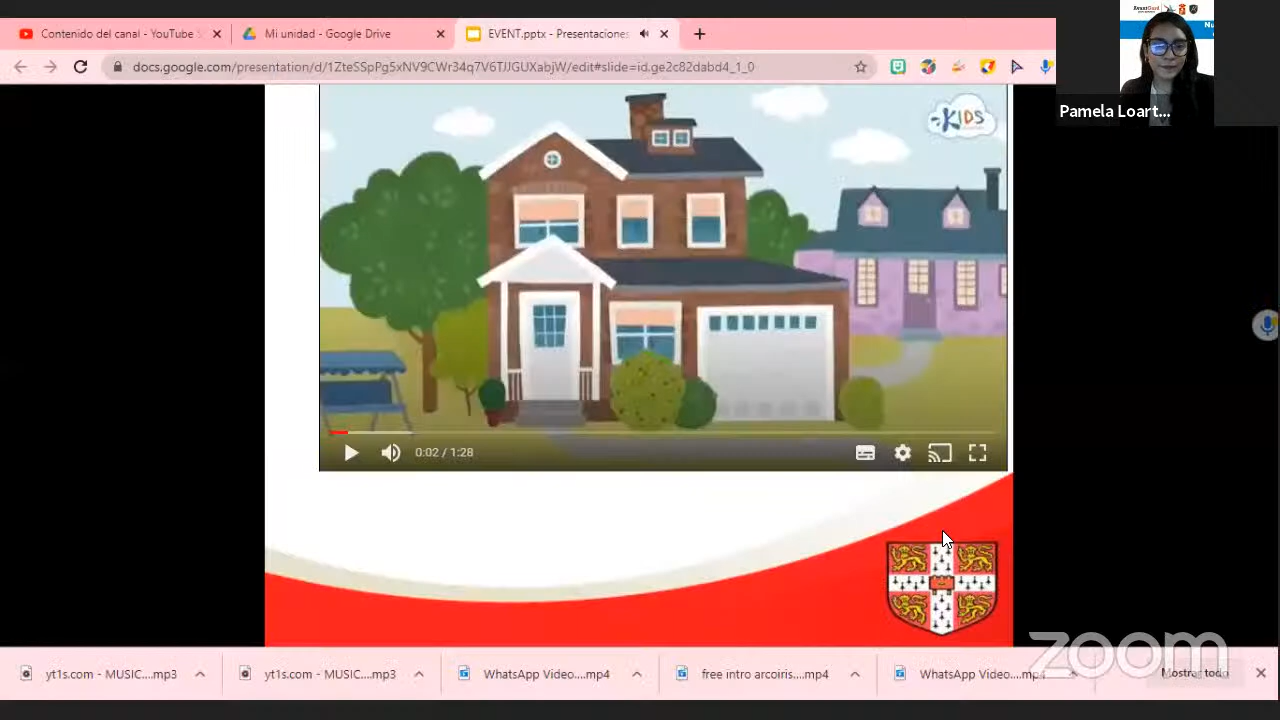 Contenido del canal - YouTube
Mi unidad - Google Drive
EVENT.pptx - Presentaciones
docs.google.com/presentation/d/1ZteSSpPg5xNV9CWr34z7V6TJJGUXabjW/edit#slide=id.ge2c82dabd4_1_0
Pamela Loart...
KIDS
0:02 / 1:28
zoom
yt1s.com - MUSIC....mp3
yt1s.com - MUSIC....mp3
WhatsApp Video....mp4
free intro arcoiris....mp4
WhatsApp Video....mp4
Mostrar todo